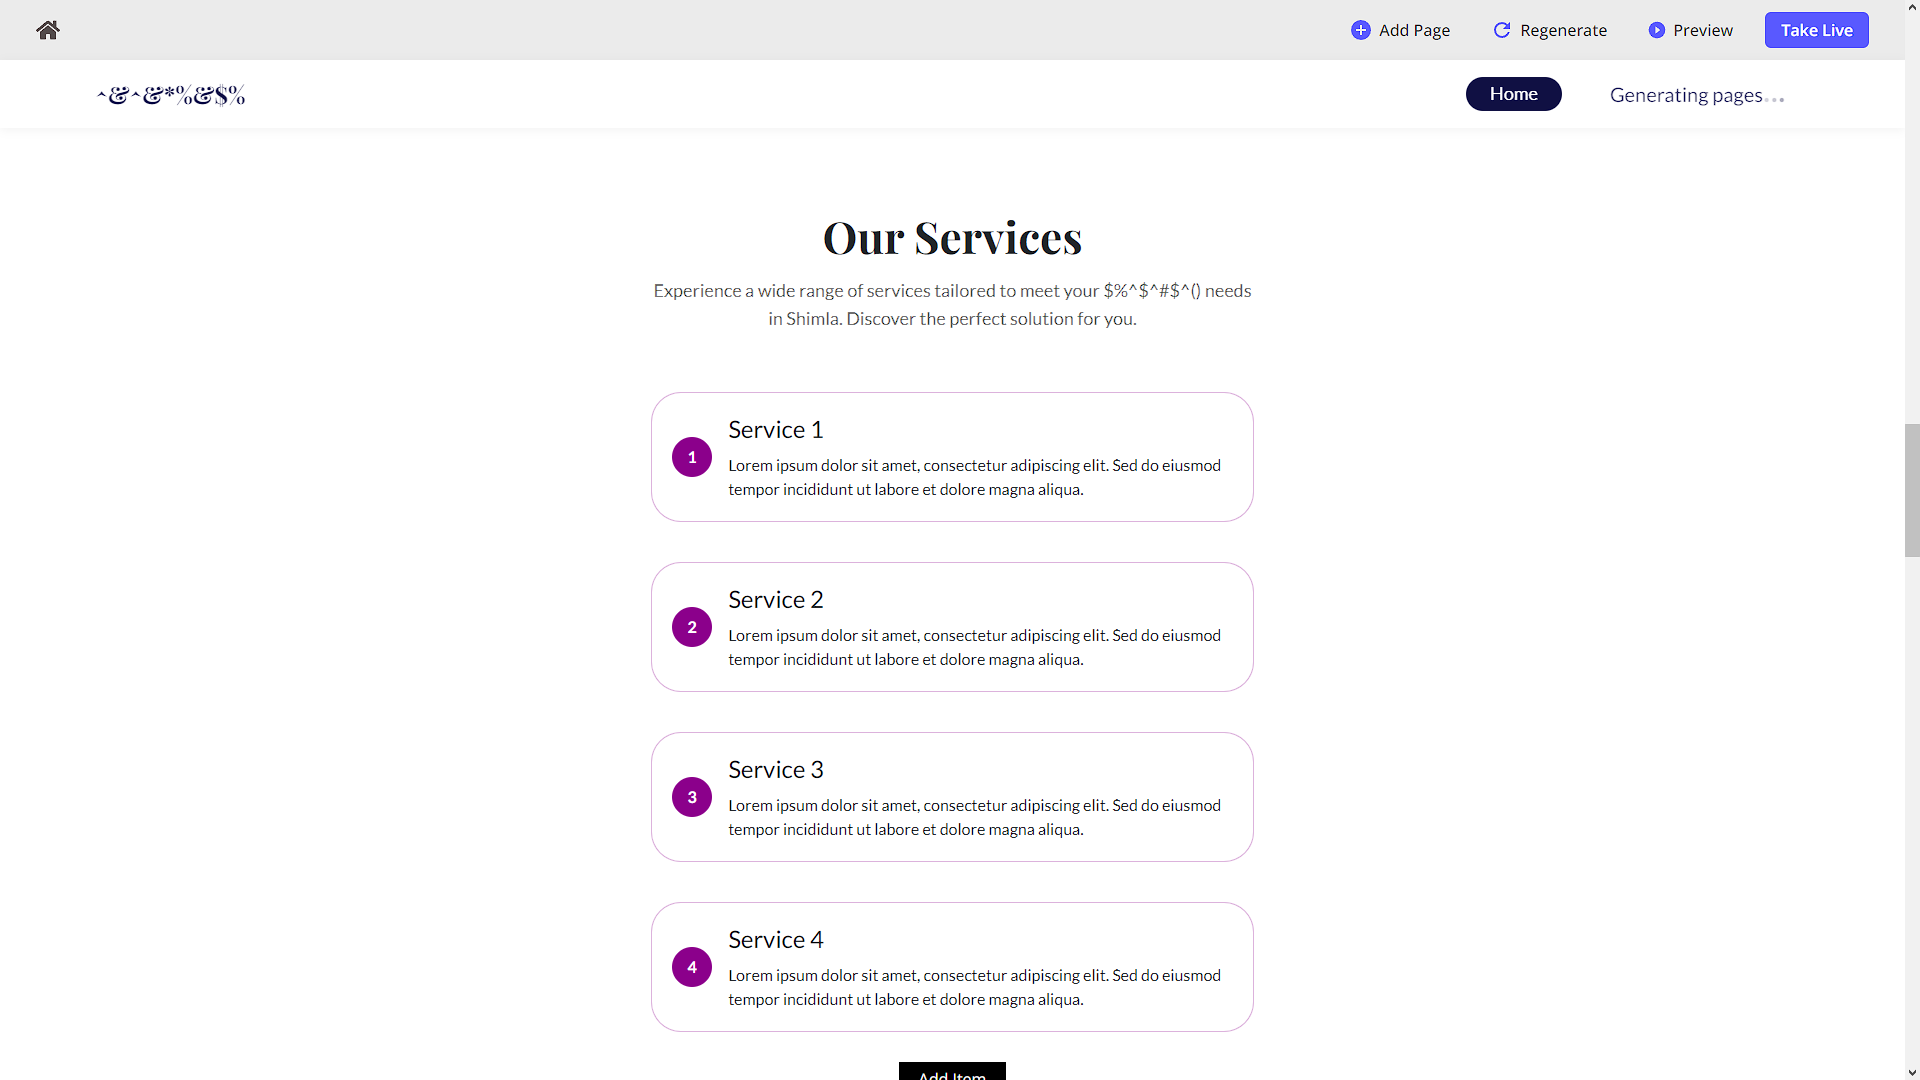 Add Page
Regenerate
Preview
Take Live
^&^&*%&$%
Home
Generating pages...
Our Services
Experience a wide range of services tailored to meet your $%^$^#$^() needs
in Shimla. Discover the perfect solution for you.
1
Service 1
Lorem ipsum dolor sit amet, consectetur adipiscing elit. Sed do eiusmod
tempor incididunt ut labore et dolore magna aliqua.
2
Service 2
Lorem ipsum dolor sit amet, consectetur adipiscing elit. Sed do eiusmod
tempor incididunt ut labore et dolore magna aliqua.
3
Service 3
Lorem ipsum dolor sit amet, consectetur adipiscing elit. Sed do eiusmod
tempor incididunt ut labore et dolore magna aliqua.
4
Service 4
Lorem ipsum dolor sit amet, consectetur adipiscing elit. Sed do eiusmod
tempor incididunt ut labore et dolore magna aliqua.
Add Item